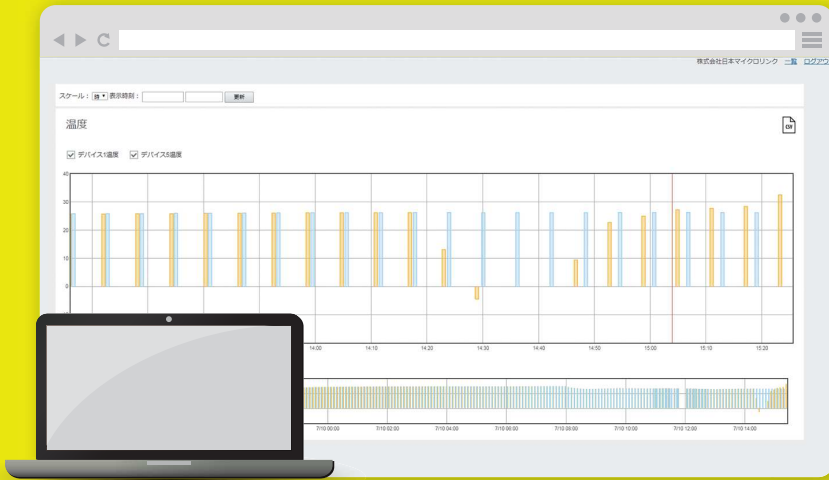 株式会社日本マイクロリンク 一覧 ログアウ
スケール： 時 表示時刻： 更新
温度
デバイス1温度 デバイス5温度
40
30
20
10
0
14:00 14:10 14:20 14:30 14:40 14:50 15:00 15:10 15:20
7/10 00:00 7/10 02:00 7/10 04:00 7/10 06:00 7/10 08:00 7/10 10:00 7/10 12:00 7/10 14:00